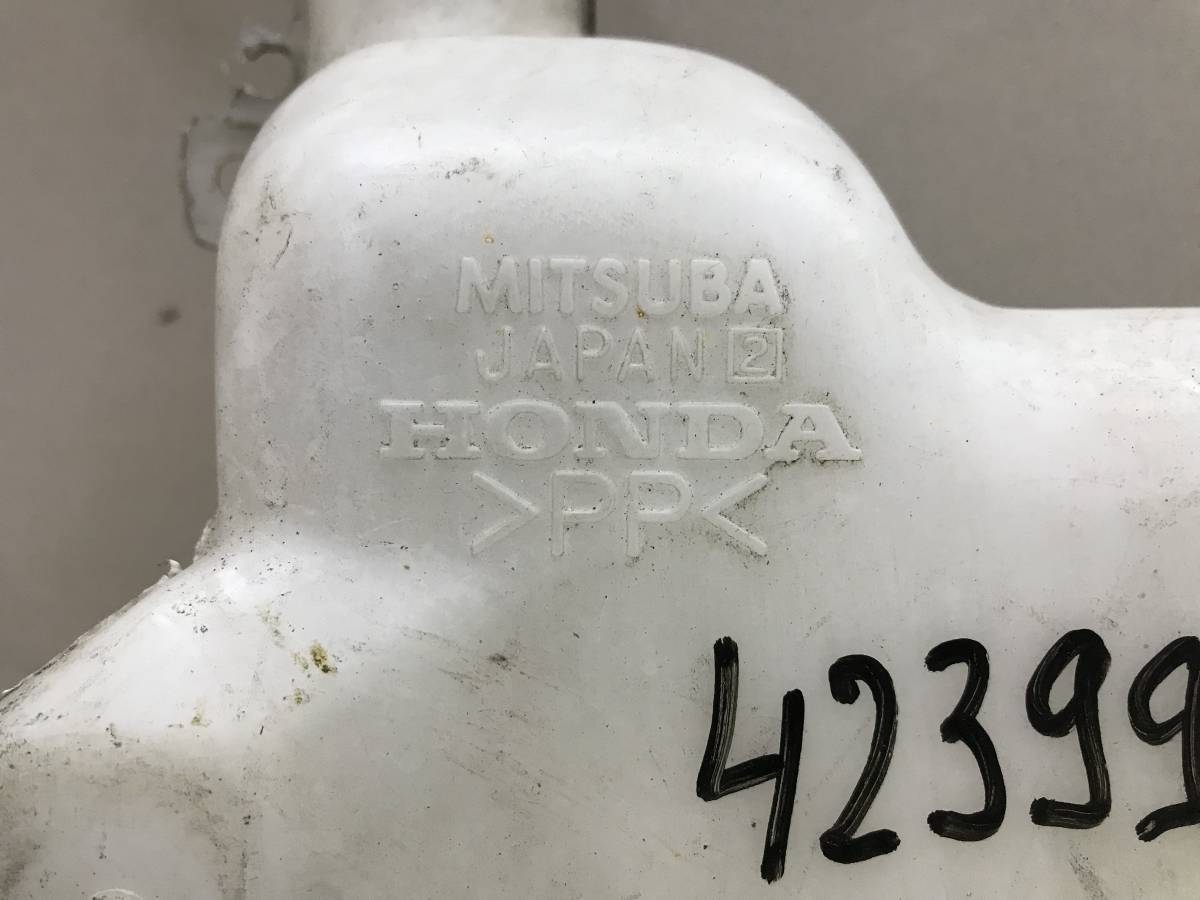 MITSUBA
JAPAN 2
HONDA
>PP<
42399